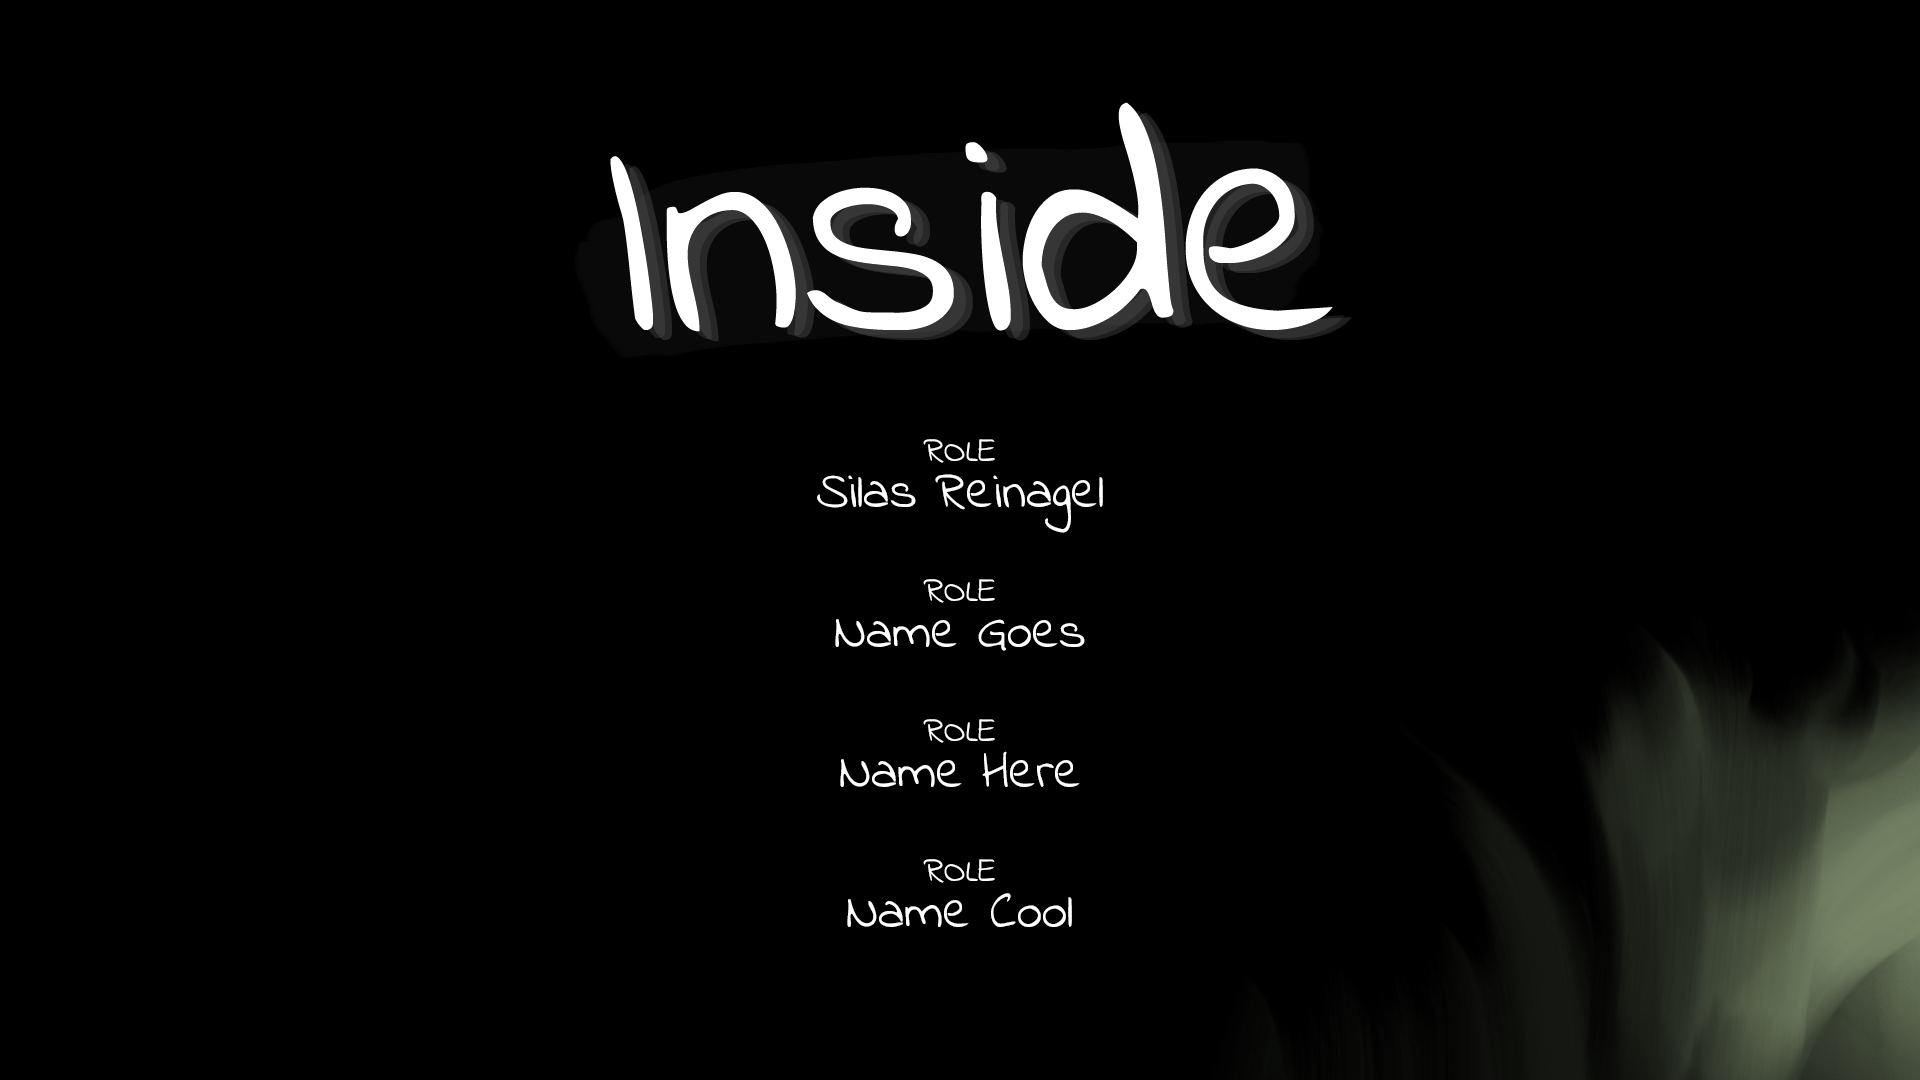 Inside
ROLE
Silas Reinagel
ROLE
Name Goes
ROLE
Name Here
ROLE
Name Cool